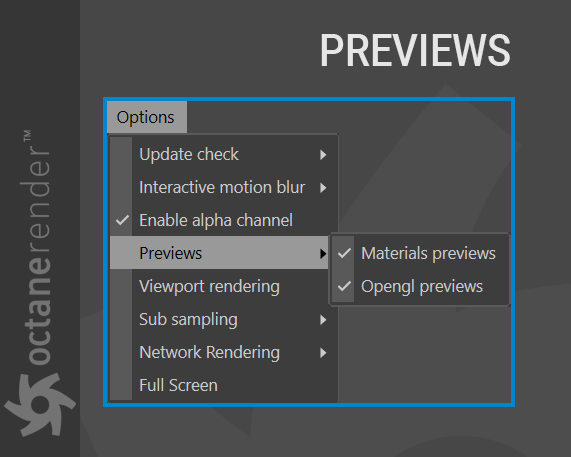 PREVIEWS
Options
Update check
Interactive motion blur
Enable alpha channel
Previews
Materials previews
Opengl previews
Viewport rendering
Sub sampling
Network Rendering
Full Screen
octanerender™